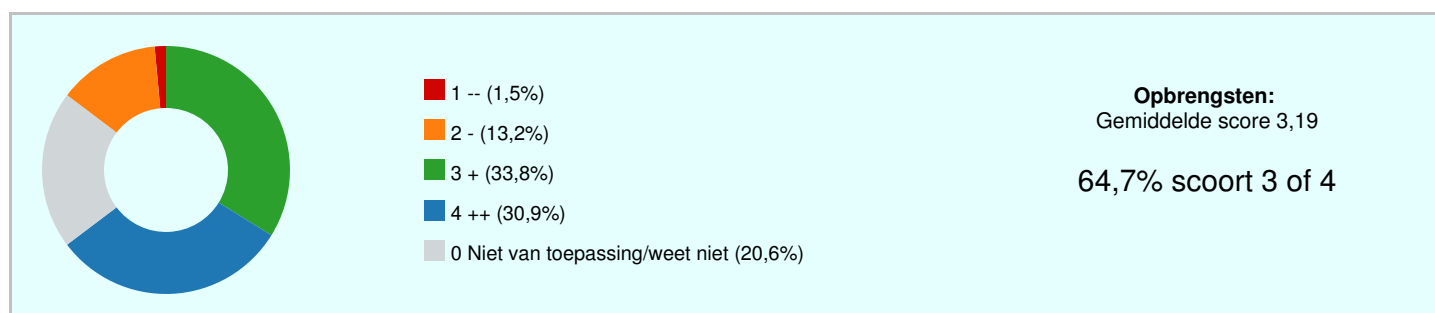 1 -- (1,5%)
2 - (13,2%)
3 + (33,8%)
4 ++ (30,9%)
0 Niet van toepassing/weet niet (20,6%)
Opbrengsten:
Gemiddelde score 3,19
64,7% scoort 3 of 4